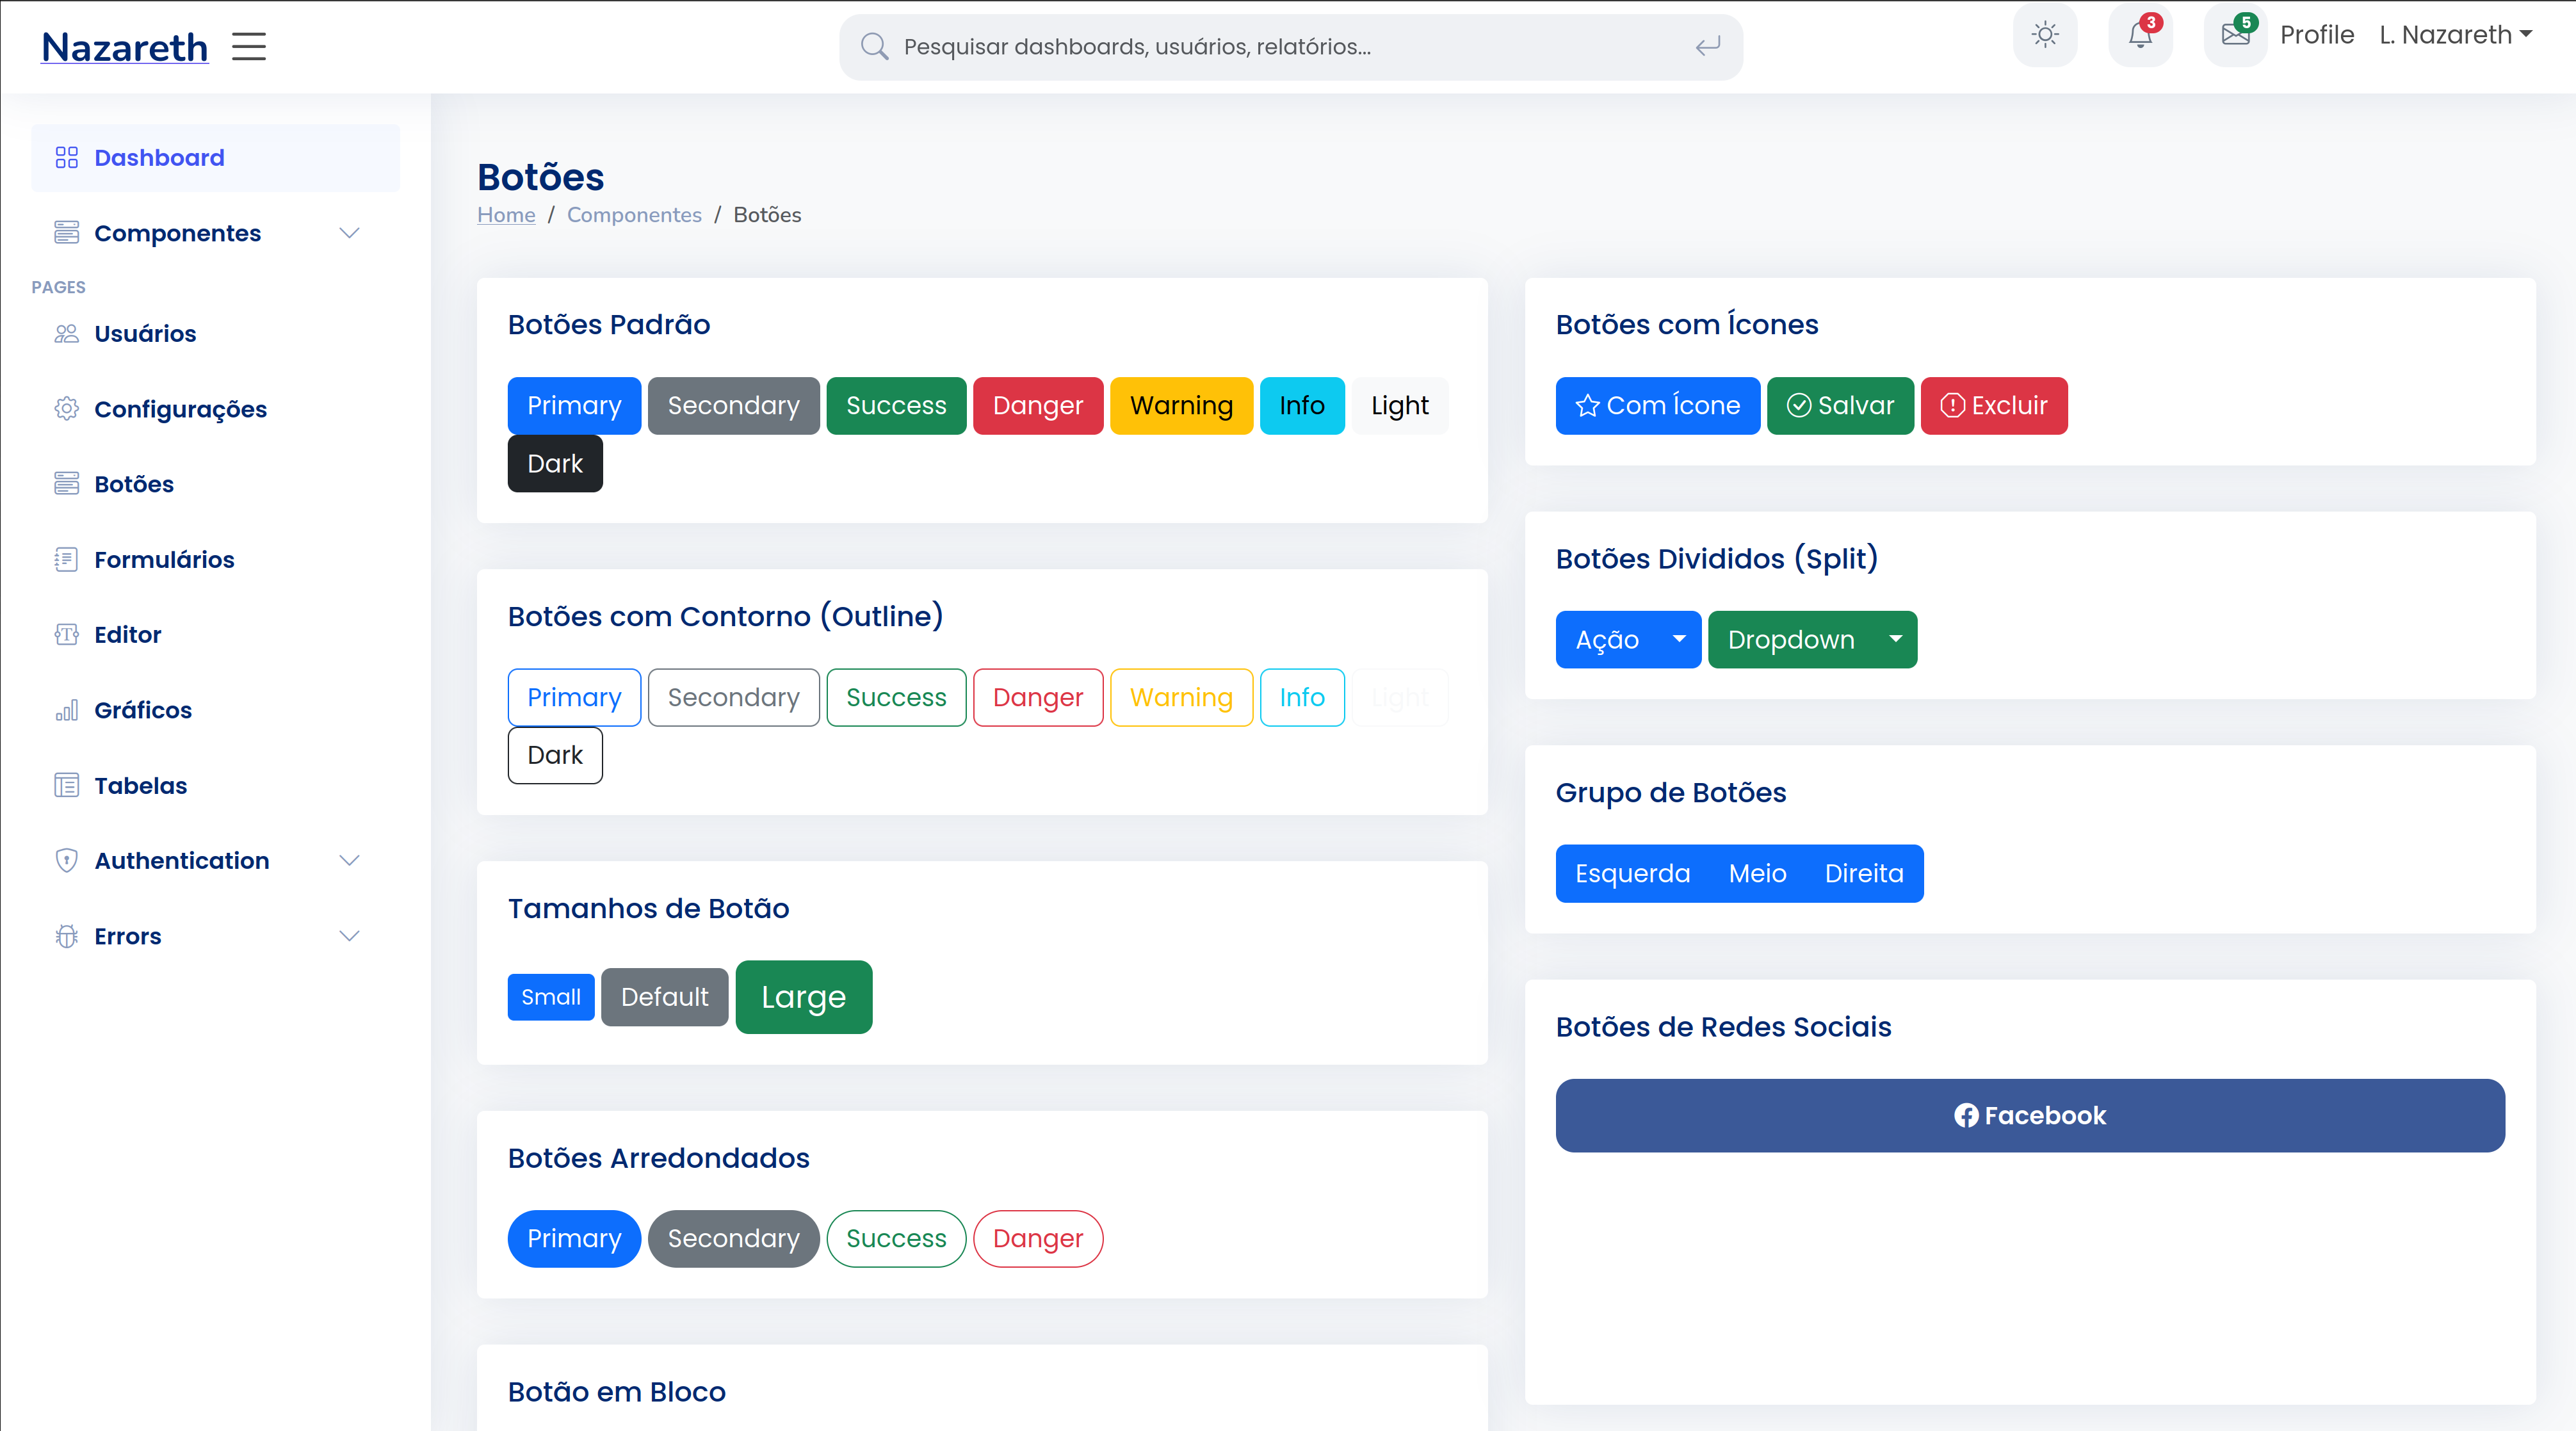 Nazareth
Pesquisar dashboards, usuários, relatórios...
3
5
Profile
L. Nazareth
Dashboard
Componentes
PAGES
Usuários
Configurações
Botões
Formulários
Editor
Gráficos
Tabelas
Authentication
Errors
Botões
Home / Componentes / Botões
Botões Padrão
Primary Secondary Success Danger Warning Info Light
Dark
Botões com Contorno (Outline)
Primary Secondary Success Danger Warning Info Light
Dark
Tamanhos de Botão
Small Default Large
Botões Arredondados
Primary Secondary Success Danger
Botão em Bloco
Botões com Ícones
Com Ícone Salvar Excluir
Botões Divididos (Split)
Ação Dropdown
Grupo de Botões
Esquerda Meio Direita
Botões de Redes Sociais
Facebook